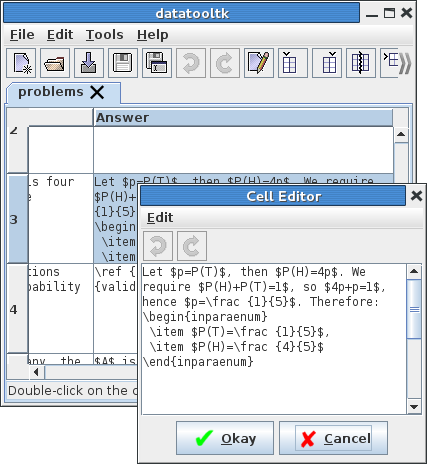 datatooltk
File Edit Tools Help
problems
Answer
2
is four
Let $p=P(T)$, then $P(H)=4p$. We require
$P(H)+
{1}{5}
\begin
\item
\item
3
tions
\ref {
bability
{valid
4
any, the
$A$ is
Double-click on the c
Cell Editor
Edit
Let $p=P(T)$, then $P(H)=4p$. We
require $P(H)+P(T)=1$, so $4p+p=1$,
hence $p=\frac {1}{5}$. Therefore:
\begin{inparaenum}
\item $P(T)=\frac {1}{5}$,
\item $P(H)=\frac {4}{5}$
\end{inparaenum}
Okay Cancel